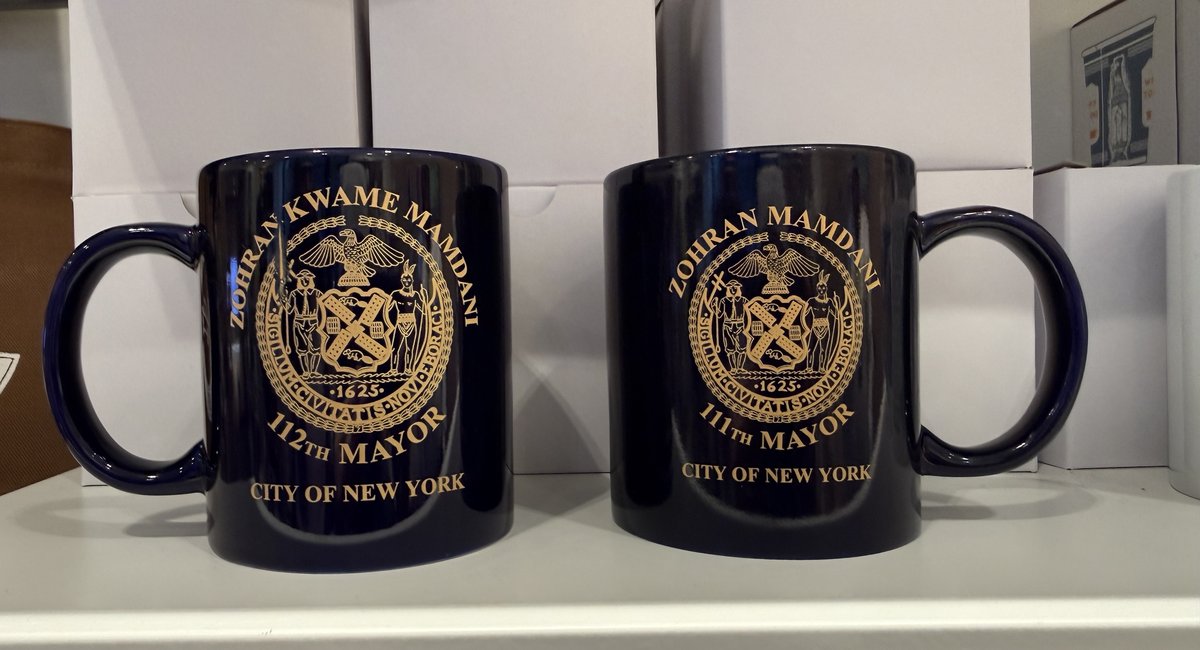 ZOHRAN KWAME MAMDANI
SIGILLUM·CIVITATIS·NOVI·EBORACI
·1625·
112TH MAYOR
CITY OF NEW YORK
ZOHRAN MAMDANI
SIGILLUM·CIVITATIS·NOVI·EBORACI
·1625·
111TH MAYOR
CITY OF NEW YORK